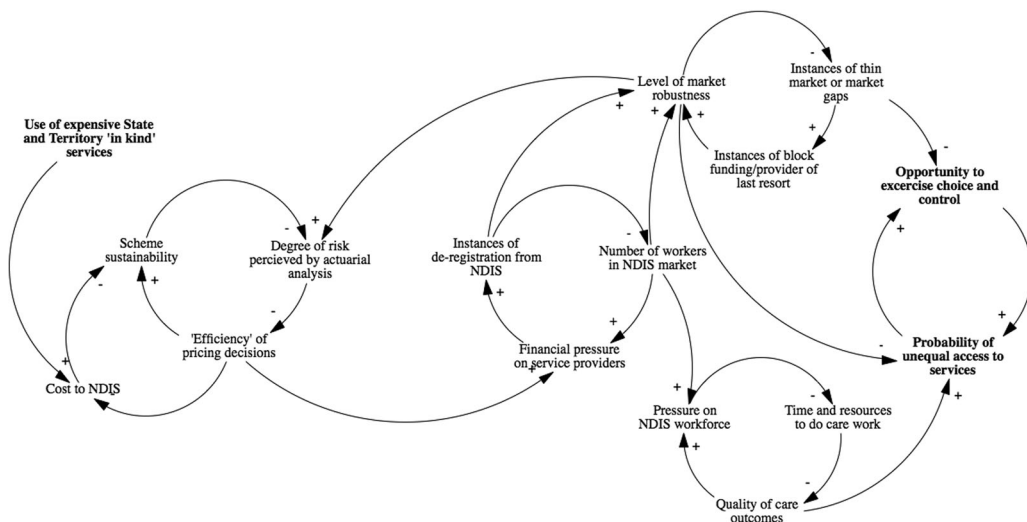 Use of expensive State
and Territory 'in kind'
services
Scheme
sustainability
Degree of risk
percieved by actuarial
analysis
'Efficiency' of
pricing decisions
Cost to NDIS
Instances of
de-registration from
NDIS
Number of workers
in NDIS market
Financial pressure
on service providers
Level of market
robustness
Instances of thin
market or market
gaps
Instances of block
funding/provider of
last resort
Opportunity to
excercise choice and
control
Probability of
unequal access to
services
Pressure on
NDIS workforce
Time and resources
to do care work
Quality of care
outcomes